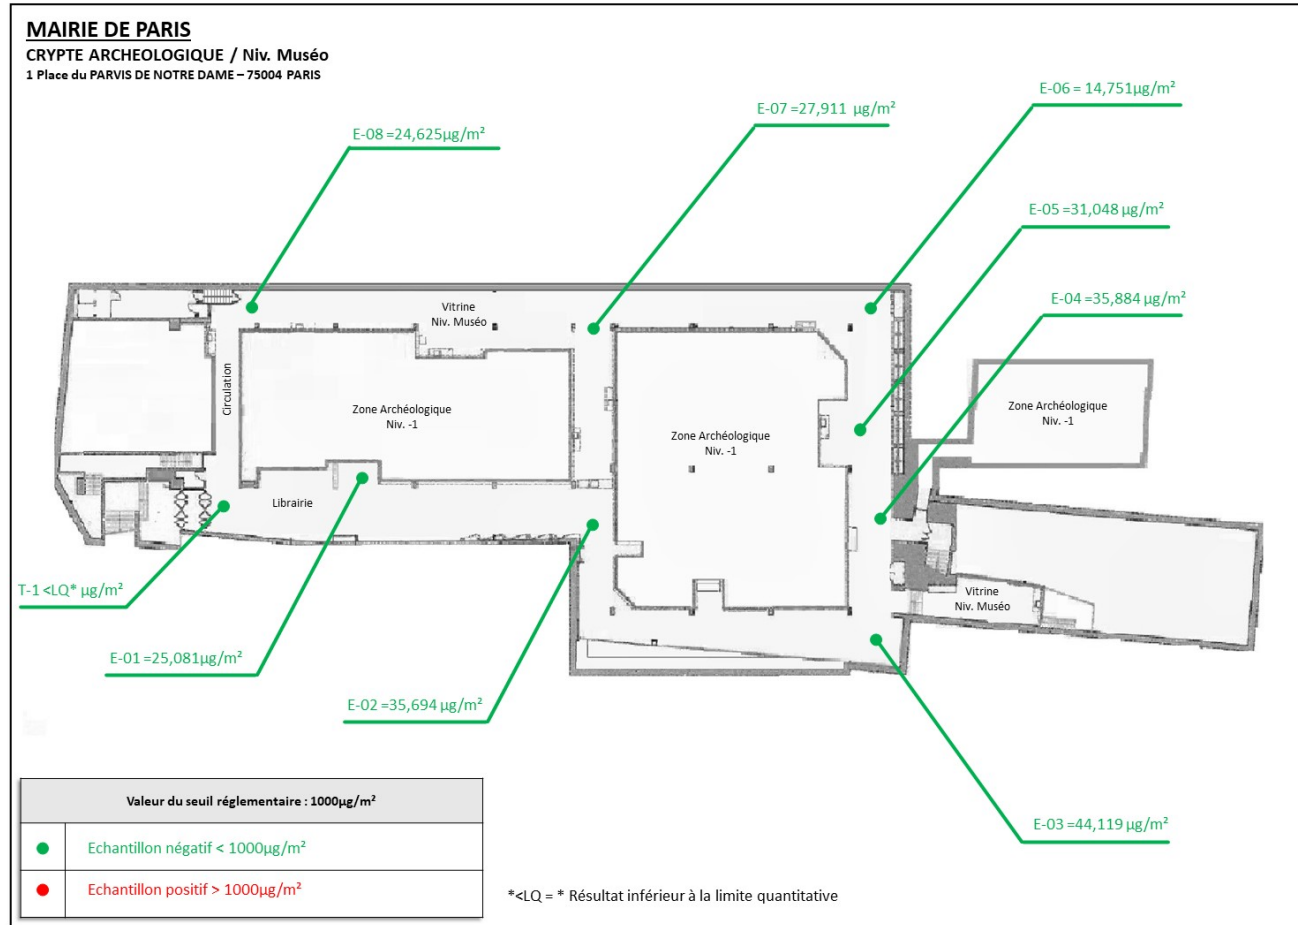 MAIRIE DE PARIS
CRYPTE ARCHEOLOGIQUE / Niv. Muséo
1 Place du PARVIS DE NOTRE DAME – 75004 PARIS
E-06 = 14,751µg/m²
E-07 =27,911 µg/m²
E-08 =24,625µg/m²
E-05 =31,048 µg/m²
E-04 =35,884 µg/m²
Vitrine
Niv. Muséo
Circulation
Zone Archéologique
Niv. -1
Zone Archéologique
Niv. -1
Zone Archéologique
Niv. -1
Librairie
Vitrine
Niv. Muséo
T-1 <LQ* µg/m²
E-01 =25,081µg/m²
E-02 =35,694 µg/m²
E-03 =44,119 µg/m²
Valeur du seuil réglementaire : 1000µg/m²
Echantillon négatif < 1000µg/m²
Echantillon positif > 1000µg/m²
*<LQ = * Résultat inférieur à la limite quantitative